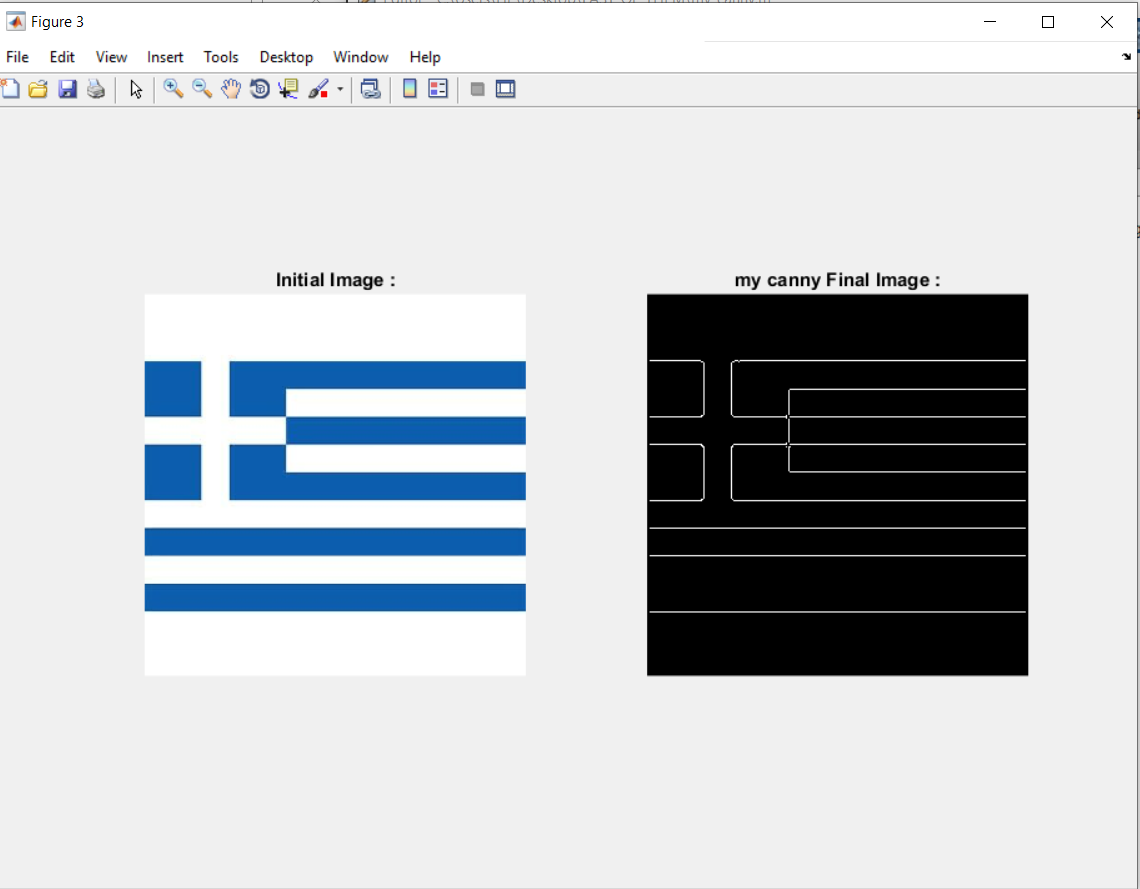 Figure 3
File Edit View Insert Tools Desktop Window Help
Initial Image :
my canny Final Image :